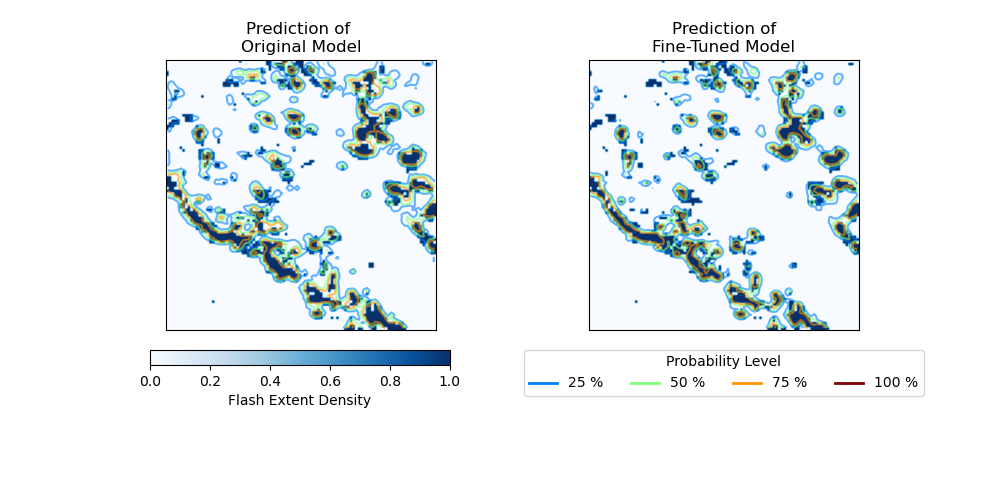 Prediction of
Original Model
Prediction of
Fine-Tuned Model
0.0 0.2 0.4 0.6 0.8 1.0
Flash Extent Density
Probability Level
25 % 50 % 75 % 100 %